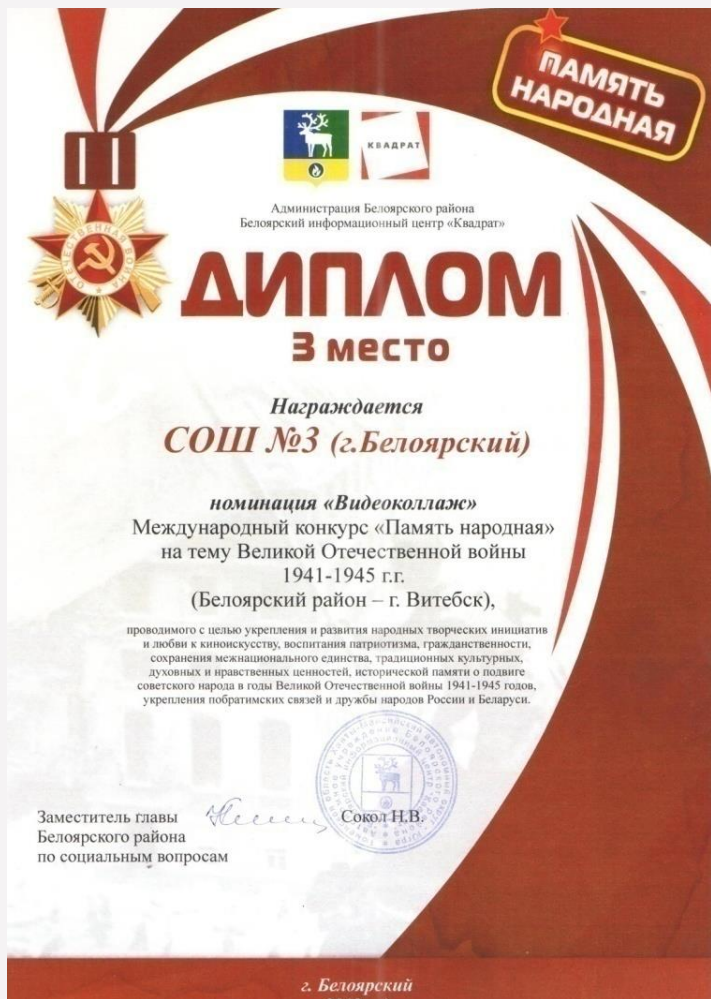 ПАМЯТЬ
НАРОДНАЯ
КВАДРАТ
ОТЕЧЕСТВЕННАЯ ВОЙНА
Администрация Белоярского района
Белоярский информационный центр «Квадрат»
ДИПЛОМ
3 место
Награждается
СОШ №3 (г.Белоярский)
номинация «Видеоколлаж»
Международный конкурс «Память народная»
на тему Великой Отечественной войны
1941-1945 г.г.
(Белоярский район – г. Витебск),
проводимого с целью укрепления и развития народных творческих инициатив
и любви к киноискусству, воспитания патриотизма, гражданственности,
сохранения межнационального единства, традиционных культурных,
духовных и нравственных ценностей, исторической памяти о подвиге
советского народа в годы Великой Отечественной войны 1941-1945 годов,
укрепления побратимских связей и дружбы народов России и Беларуси.
Заместитель главы
Белоярского района
по социальным вопросам
Сокол Н.В.
г. Белоярский